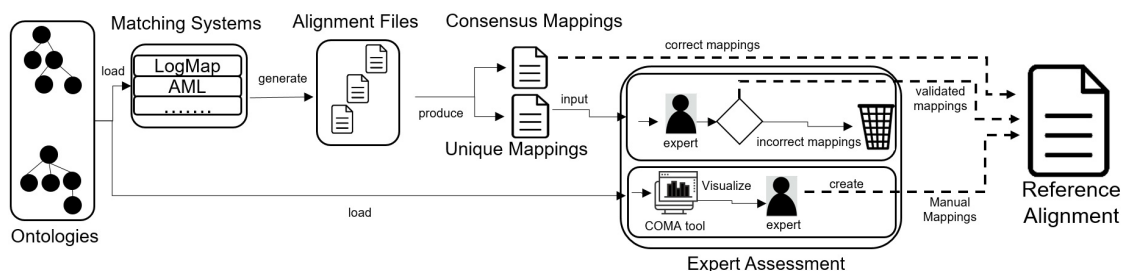 Matching Systems
Alignment Files
Consensus Mappings
correct mappings
load
LogMap
AML
.......
generate
produce
input
validated
mappings
expert
incorrect mappings
Unique Mappings
Visualize
create
COMA tool
expert
Manual
Mappings
load
Ontologies
Expert Assessment
Reference
Alignment